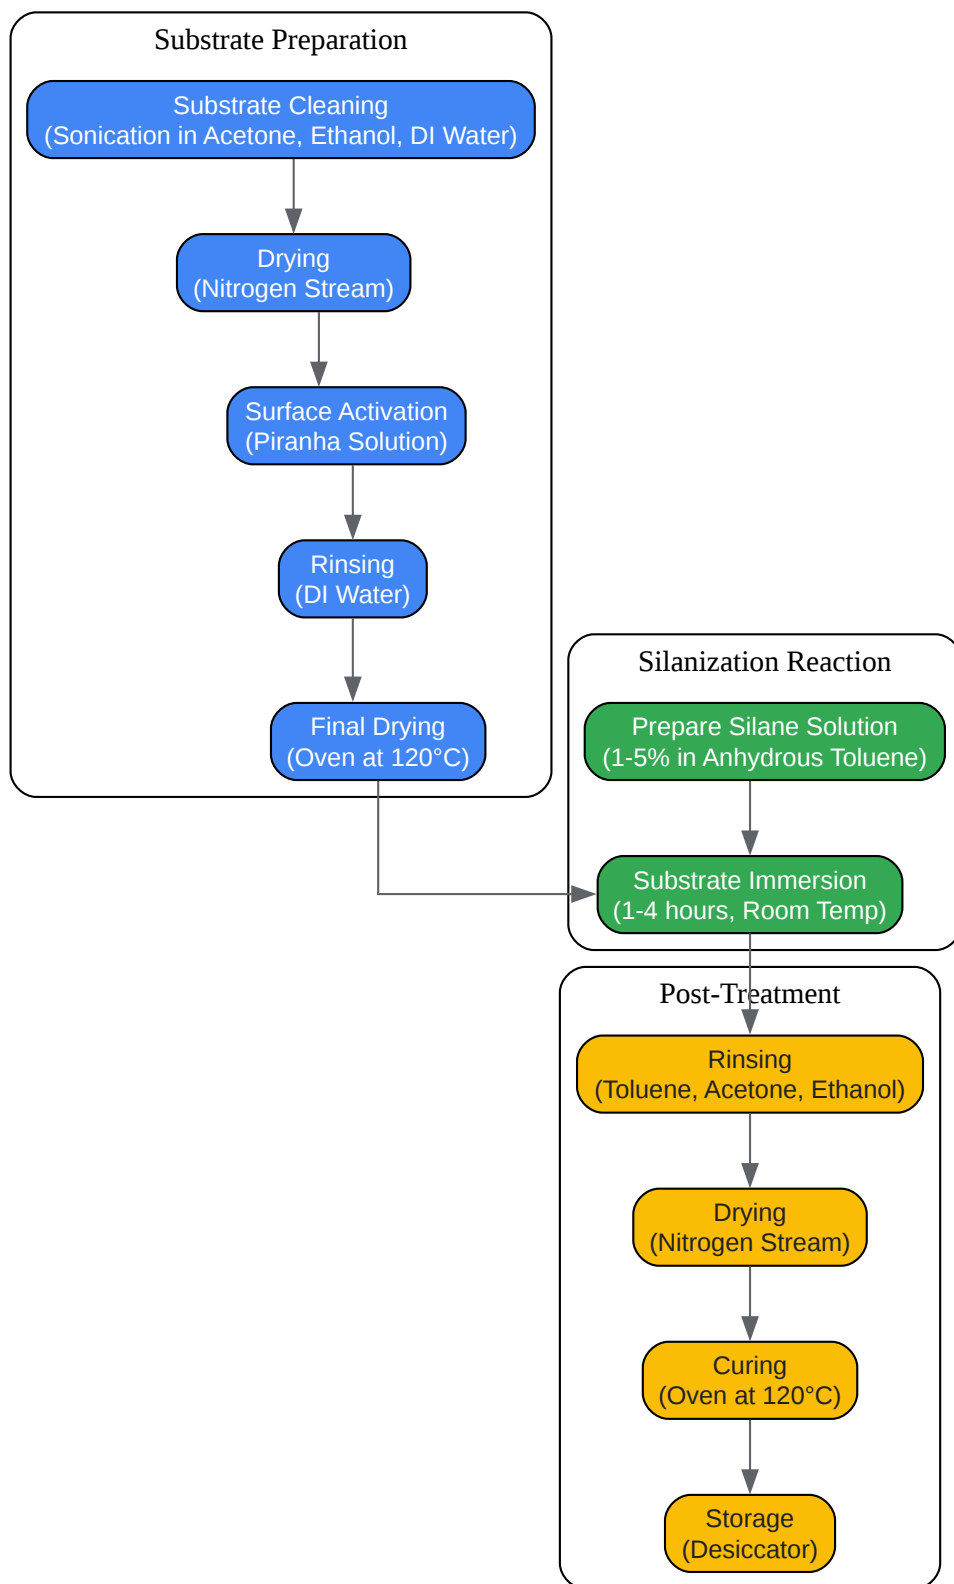 Substrate Preparation
Substrate Cleaning
(Sonication in Acetone, Ethanol, DI Water)
Drying
(Nitrogen Stream)
Surface Activation
(Piranha Solution)
Rinsing
(DI Water)
Final Drying
(Oven at 120°C)
Silanization Reaction
Prepare Silane Solution
(1-5% in Anhydrous Toluene)
Substrate Immersion
(1-4 hours, Room Temp)
Post-Treatment
Rinsing
(Toluene, Acetone, Ethanol)
Drying
(Nitrogen Stream)
Curing
(Oven at 120°C)
Storage
(Desiccator)